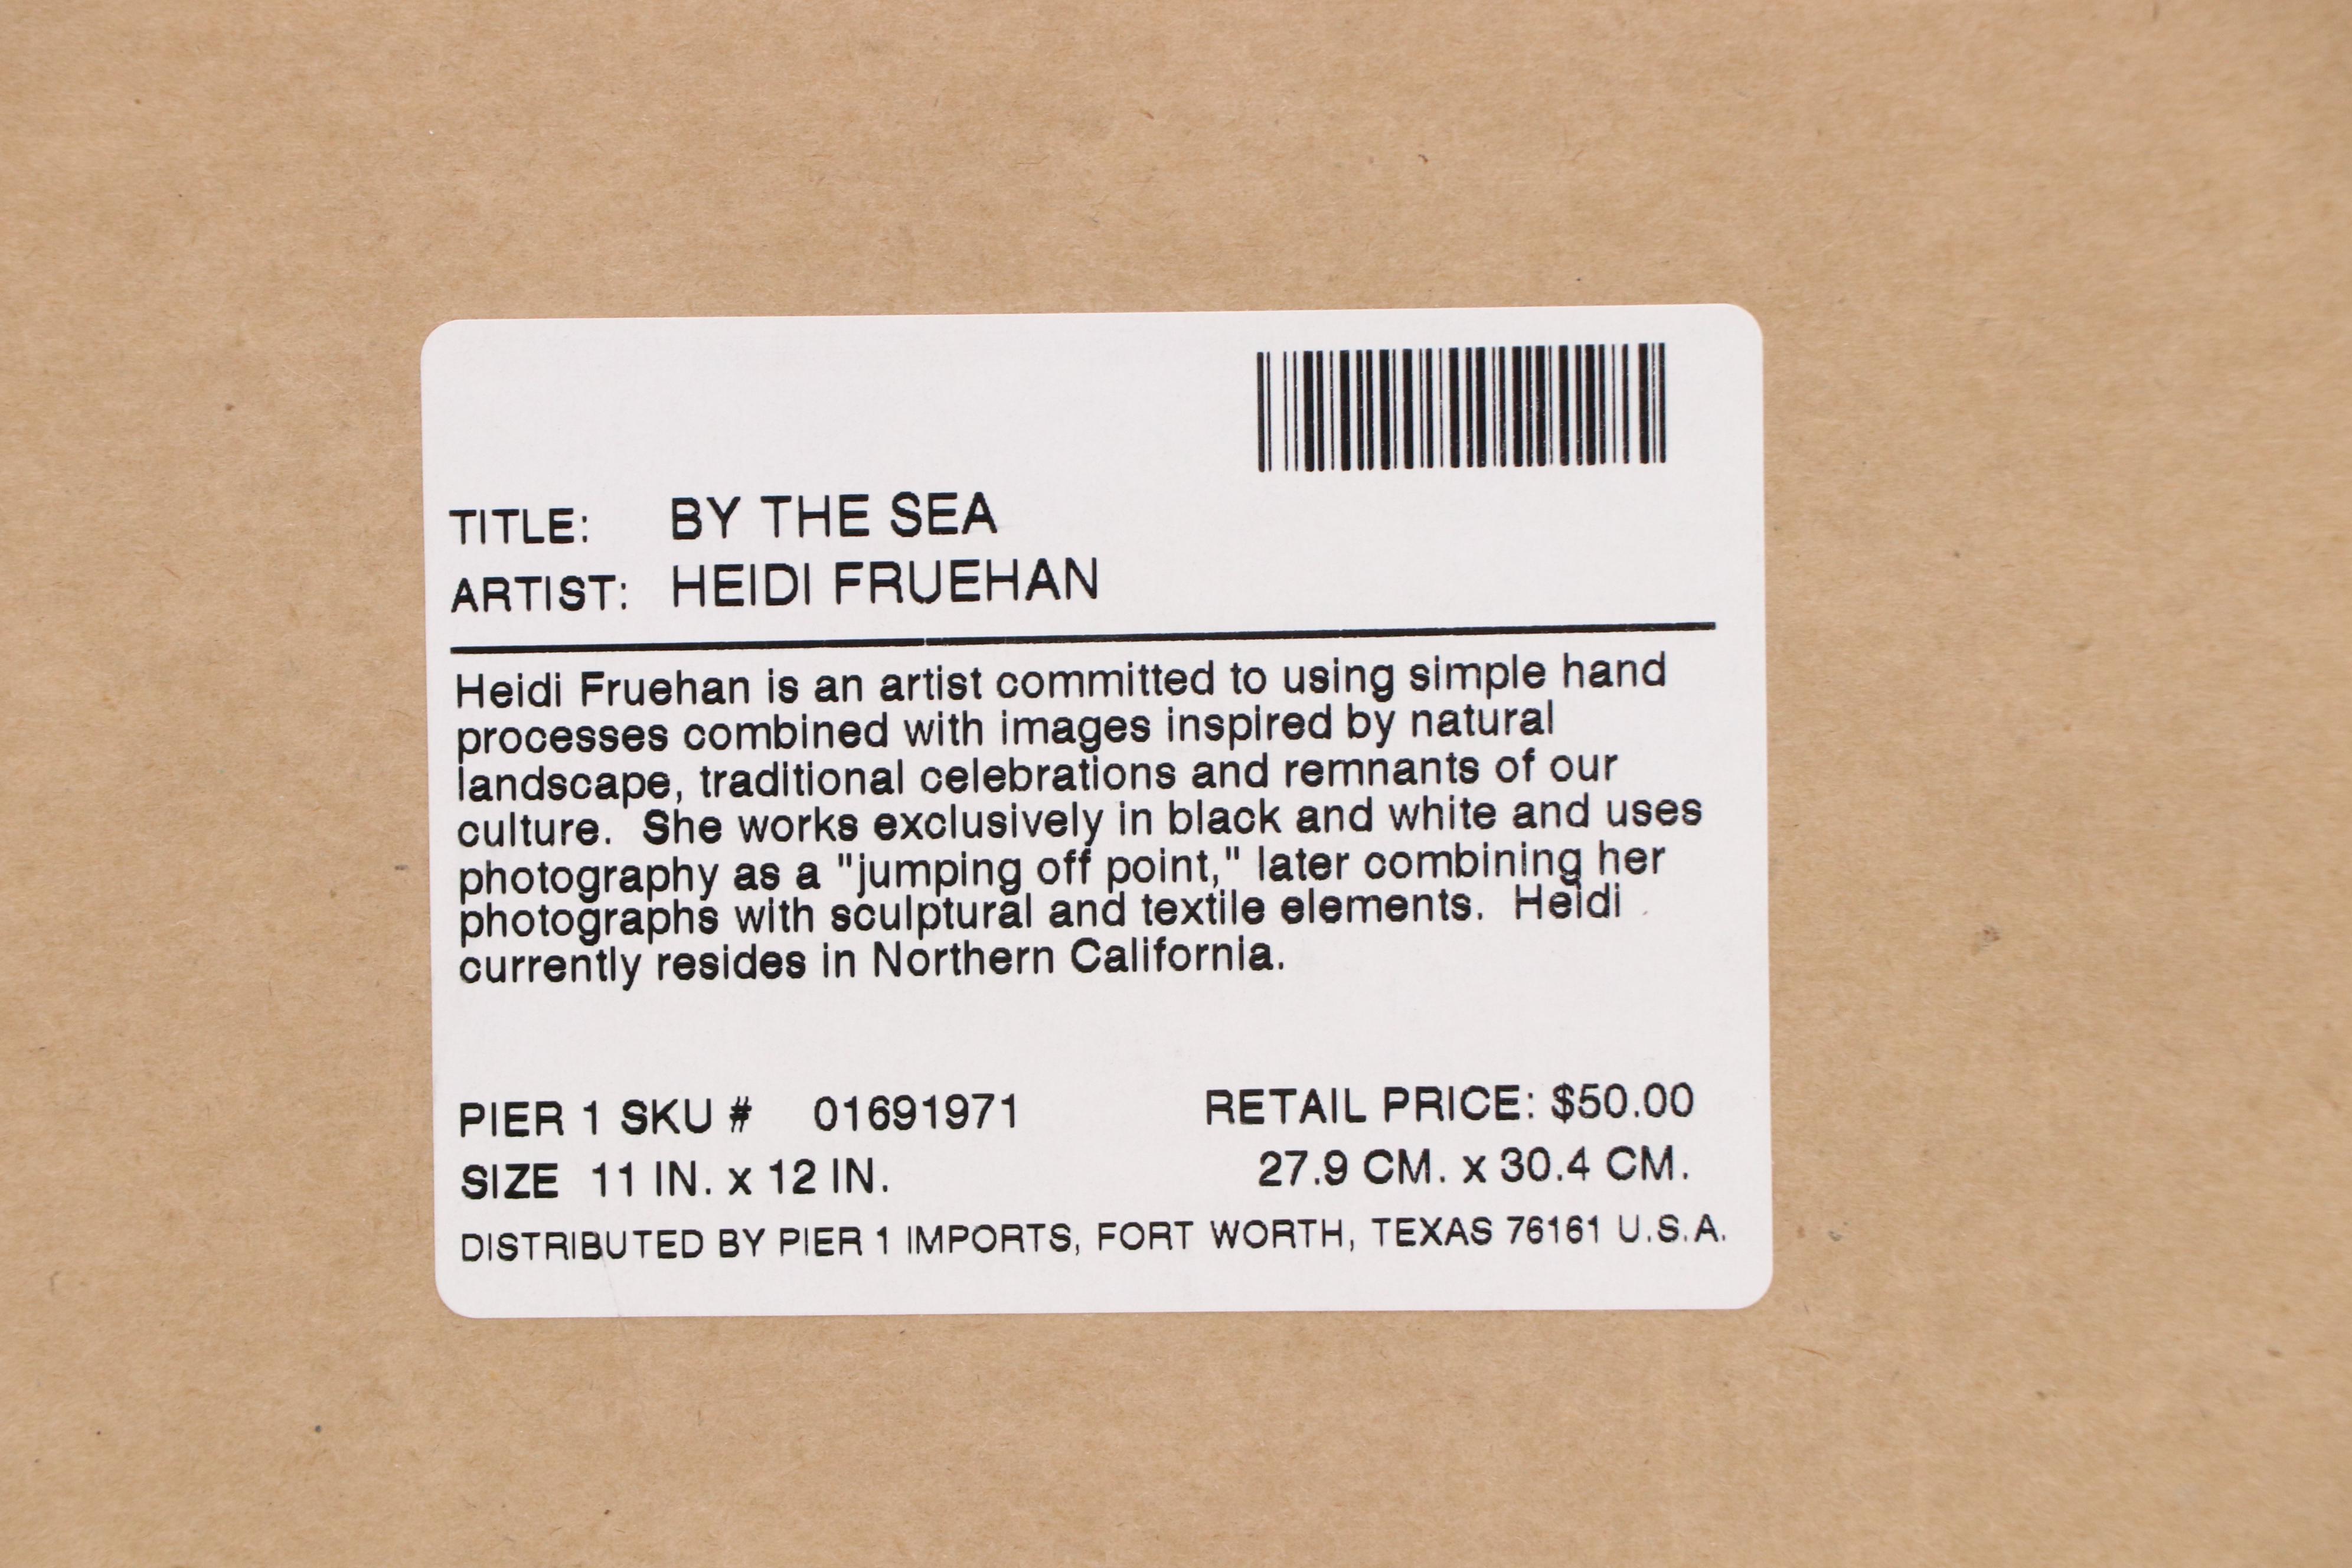 TITLE: BY THE SEA
ARTIST: HEIDI FRUEHAN
Heidi Fruehan is an artist committed to using simple hand
processes combined with images inspired by natural
landscape, traditional celebrations and remnants of our
culture.  She works exclusively in black and white and uses
photography as a "jumping off point," later combining her
photographs with sculptural and textile elements.  Heidi
currently resides in Northern California.
PIER 1 SKU # 01691971 RETAIL PRICE: $50.00
SIZE 11 IN. x 12 IN. 27.9 CM. x 30.4 CM.
DISTRIBUTED BY PIER 1 IMPORTS, FORT WORTH, TEXAS 76161 U.S.A.